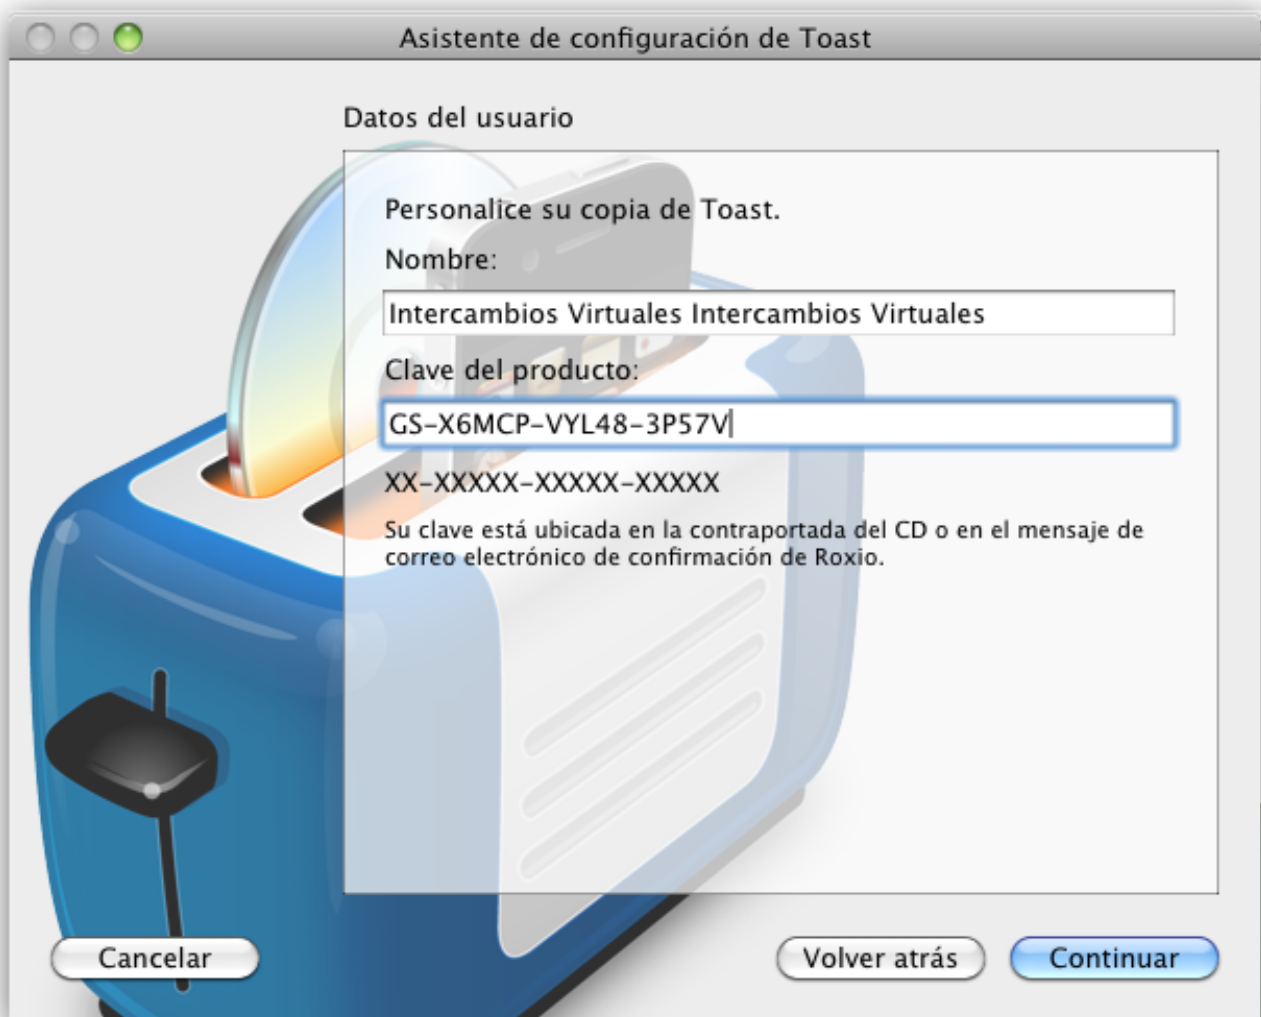 Asistente de configuración de Toast
Datos del usuario
Personalice su copia de Toast.
Nombre:
Intercambios Virtuales Intercambios Virtuales
Clave del producto:
GS-X6MCP-VYL48-3P57V
XX-XXXXX-XXXXX-XXXXX
Su clave está ubicada en la contraportada del CD o en el mensaje de
correo electrónico de confirmación de Roxio.
Cancelar
Volver atrás
Continuar